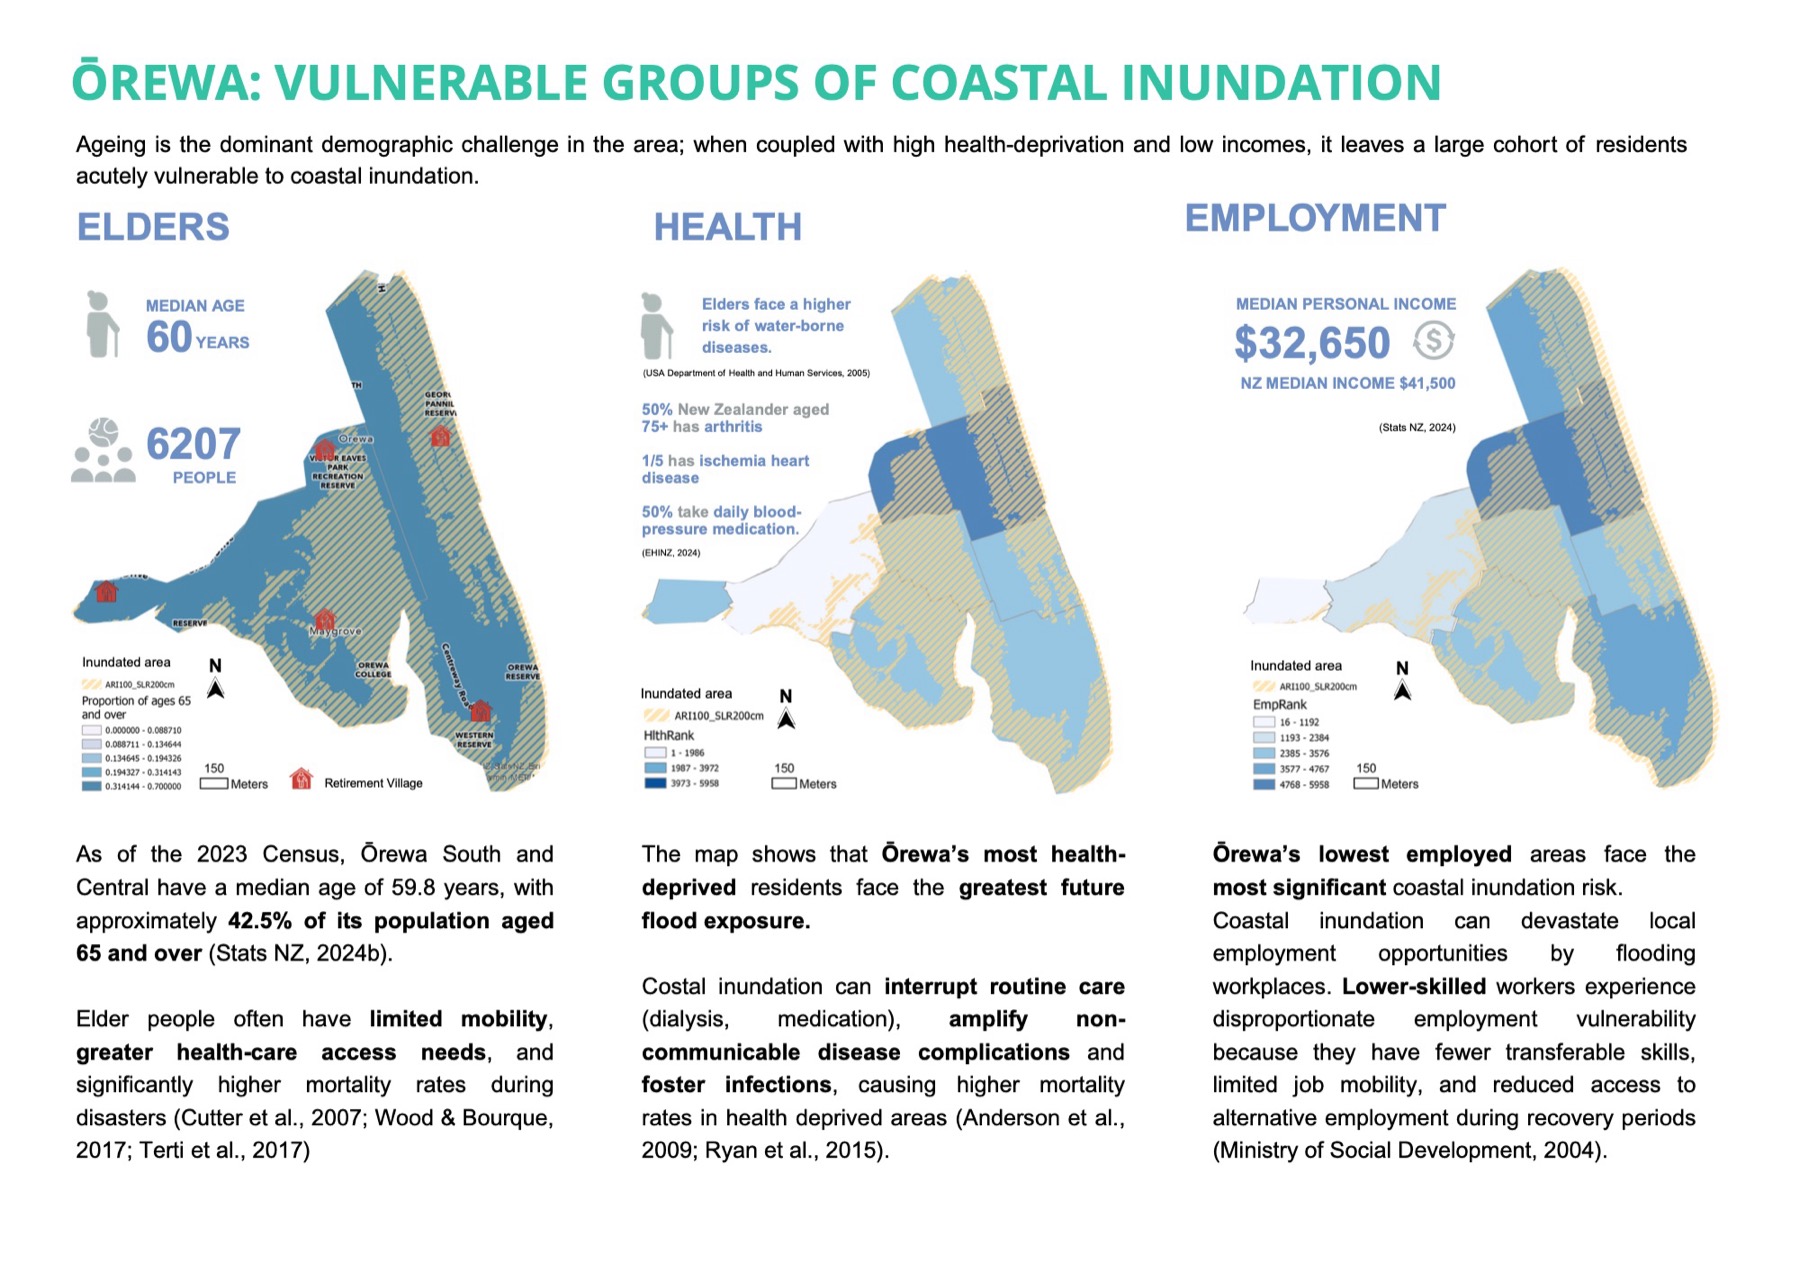 ŌREWA: VULNERABLE GROUPS OF COASTAL INUNDATION
Ageing is the dominant demographic challenge in the area; when coupled with high health-deprivation and low incomes, it leaves a large cohort of residents
acutely vulnerable to coastal inundation.
ELDERS
MEDIAN AGE
60 YEARS
6207
PEOPLE
H
TH
GEOR
PANNIL
RESERV
Orewa
EAVES
PARK
RECREATION
RESERVE
RESERVE
Maygrove
OREWA
COLLEGE
Centreway Road
OREWA
RESERVE
WESTERN
RESERVE
Inundated area
ARI100_SLR200cm
Proportion of ages 65
and over
0.000000 - 0.088710
0.088711 - 0.134644
0.134645 - 0.194326
0.194327 - 0.314143
0.314144 - 0.700000
N
150
Meters
Retirement Village
As of the 2023 Census, Ōrewa South and
Central have a median age of 59.8 years, with
approximately 42.5% of its population aged
65 and over (Stats NZ, 2024b).
Elder people often have limited mobility,
greater health-care access needs, and
significantly higher mortality rates during
disasters (Cutter et al., 2007; Wood & Bourque,
2017; Terti et al., 2017)
HEALTH
Elders face a higher
risk of water-borne
diseases.
(USA Department of Health and Human Services, 2005)
50% New Zealander aged
75+ has arthritis
1/5 has ischemia heart
disease
50% take daily blood-
pressure medication.
(EHINZ, 2024)
Inundated area
ARI100_SLR200cm
HlthRank
1 - 1986
1987 - 3972
3973 - 5958
N
150
Meters
The map shows that Ōrewa's most health-
deprived residents face the greatest future
flood exposure.
Costal inundation can interrupt routine care
(dialysis, medication), amplify non-
communicable disease complications and
foster infections, causing higher mortality
rates in health deprived areas (Anderson et al.,
2009; Ryan et al., 2015).
EMPLOYMENT
MEDIAN PERSONAL INCOME
$32,650
$
NZ MEDIAN INCOME $41,500
(Stats NZ, 2024)
Inundated area
ARI100_SLR200cm
EmpRank
16 - 1192
1193 - 2384
2385 - 3576
3577 - 4767
4768 - 5958
N
150
Meters
Ōrewa's lowest employed areas face the
most significant coastal inundation risk.
Coastal inundation can devastate local
employment opportunities by flooding
workplaces. Lower-skilled workers experience
disproportionate employment vulnerability
because they have fewer transferable skills,
limited job mobility, and reduced access to
alternative employment during recovery periods
(Ministry of Social Development, 2004).